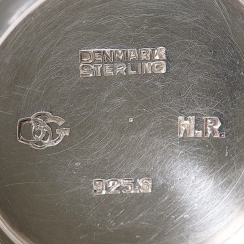 DENMARK
STERLING
G
H.R.
925.S